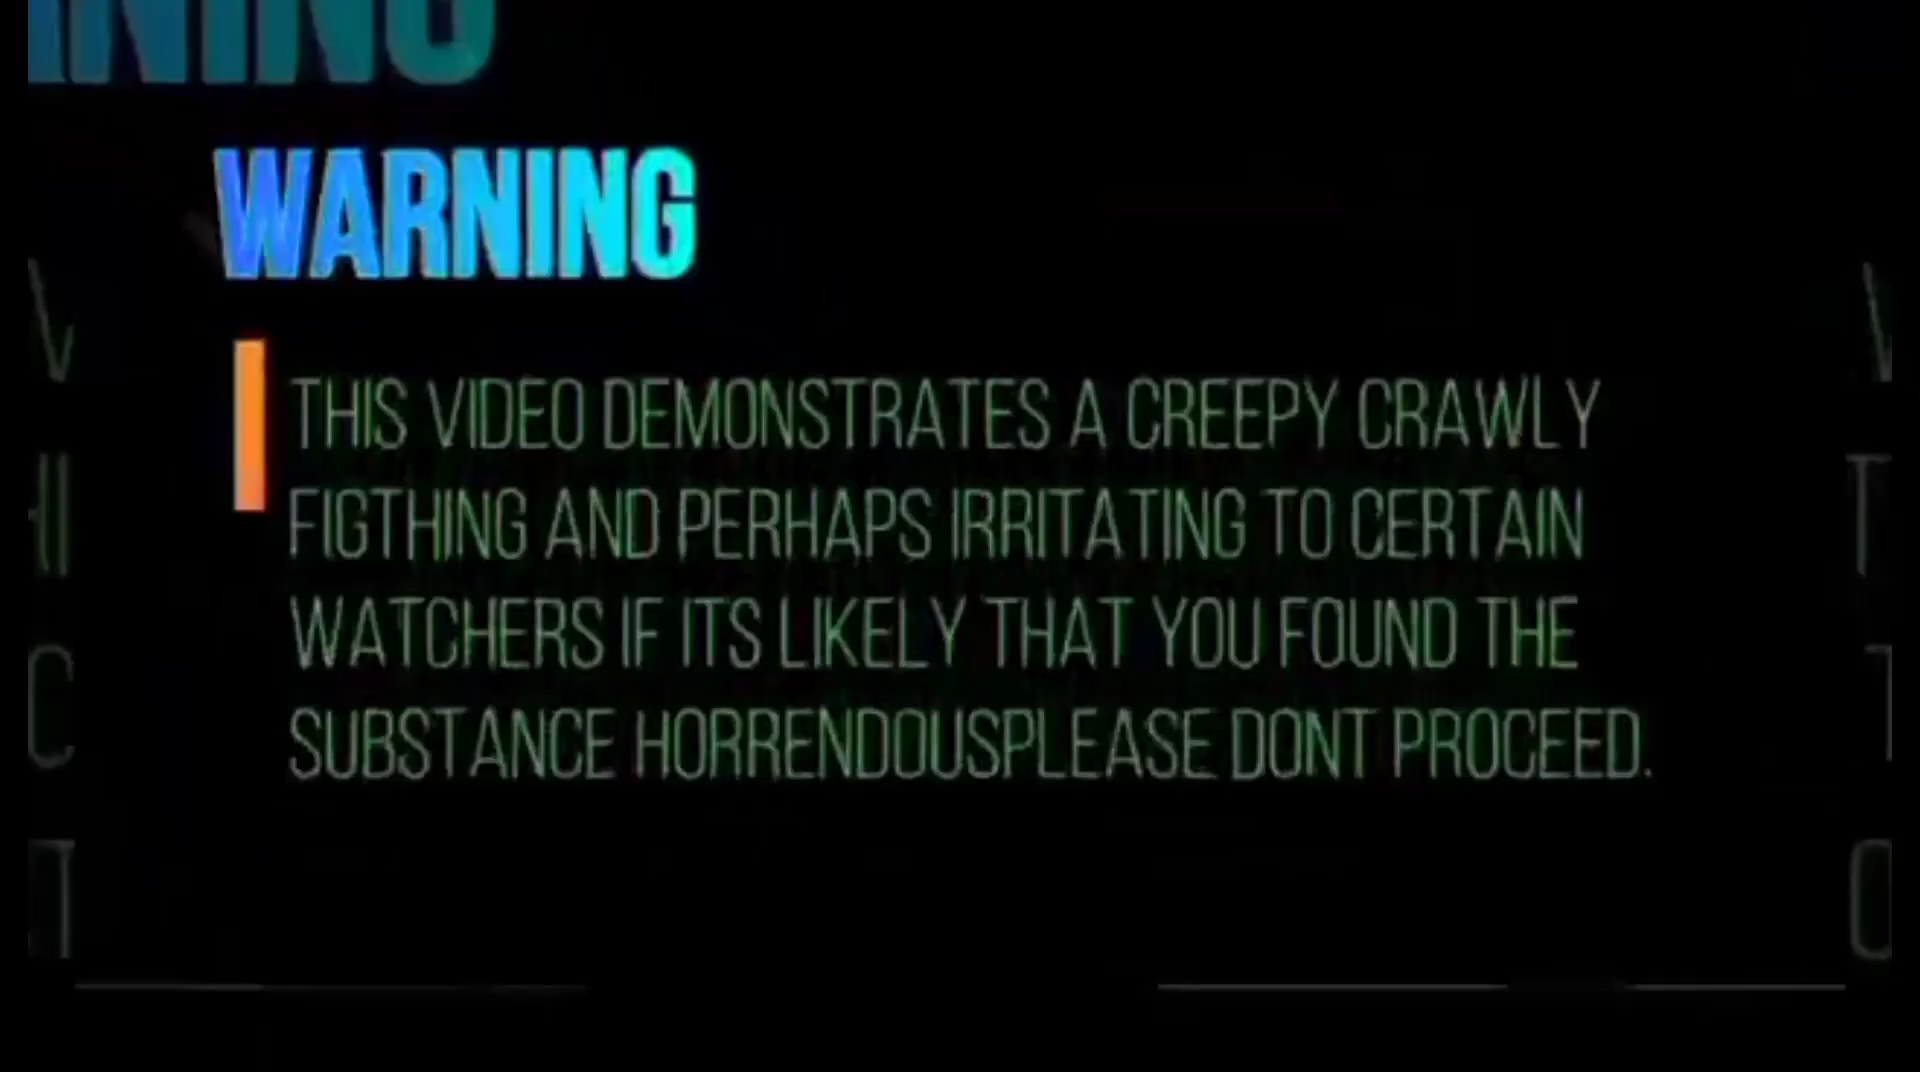 WARNING
THIS VIDEO DEMONSTRATES A CREEPY CRAWLY
FIGTHING AND PERHAPS IRRITATING TO CERTAIN
WATCHERS IF ITS LIKELY THAT YOU FOUND THE
SUBSTANCE HORRENDOUSPLEASE DONT PROCEED.